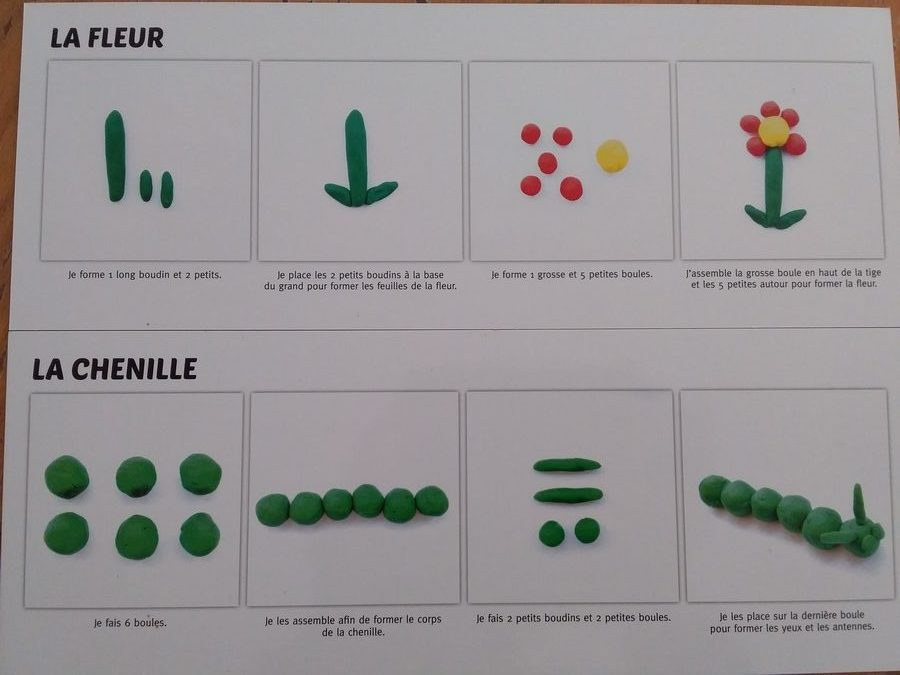 LA FLEUR
Je forme 1 long boudin et 2 petits.
Je place les 2 petits boudins à la base
du grand pour former les feuilles de la fleur.
Je forme 1 grosse et 5 petites boules.
J'assemble la grosse boule en haut de la tige
et les 5 petites autour pour former la fleur.
LA CHENILLE
Je fais 6 boules.
Je les assemble afin de former le corps
de la chenille.
Je fais 2 petits boudins et 2 petites boules.
Je les place sur la dernière boule
pour former les yeux et les antennes.